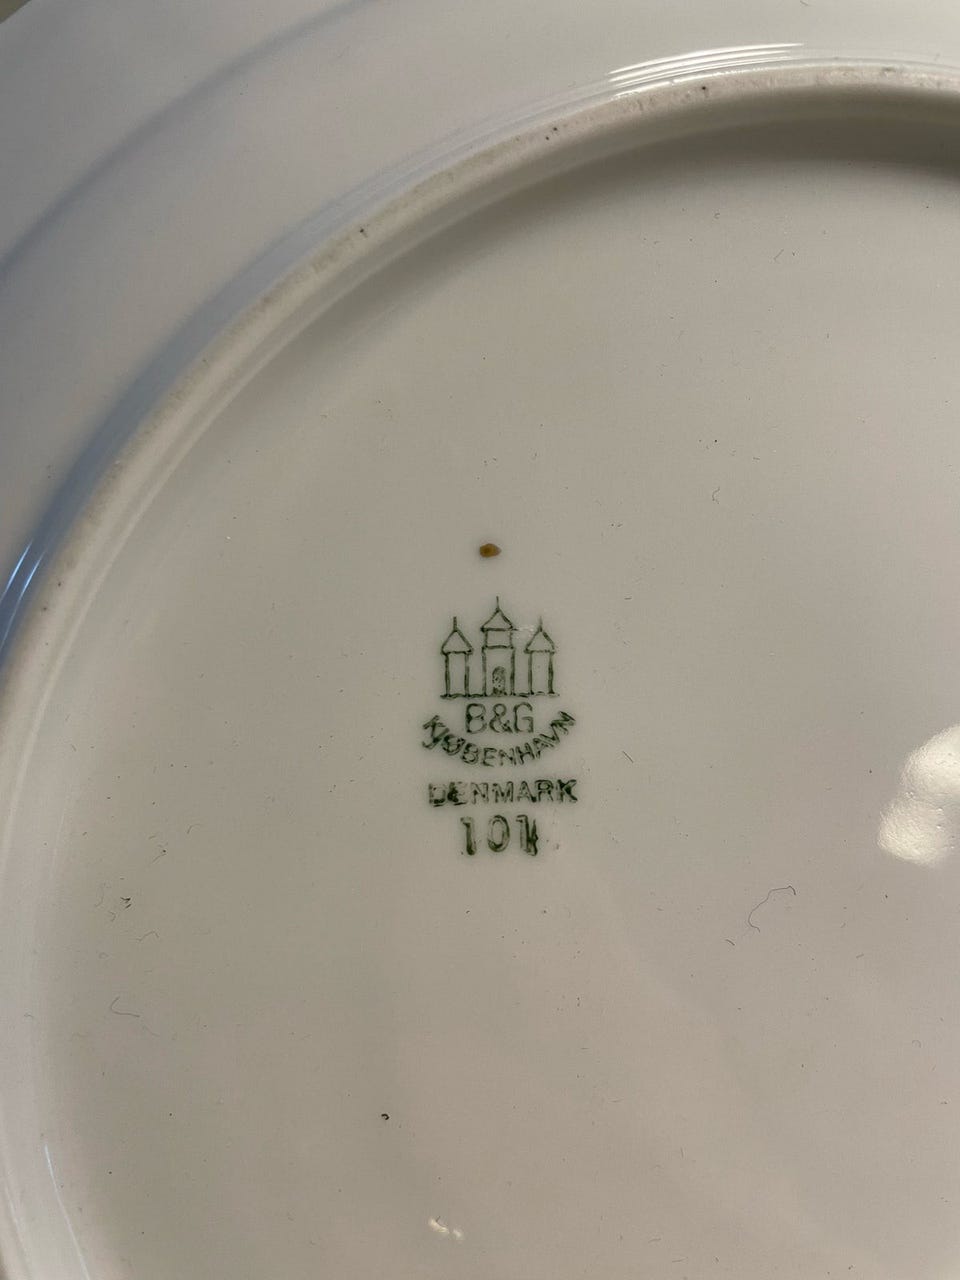 B&G
KJØBENHAVN
DENMARK
101